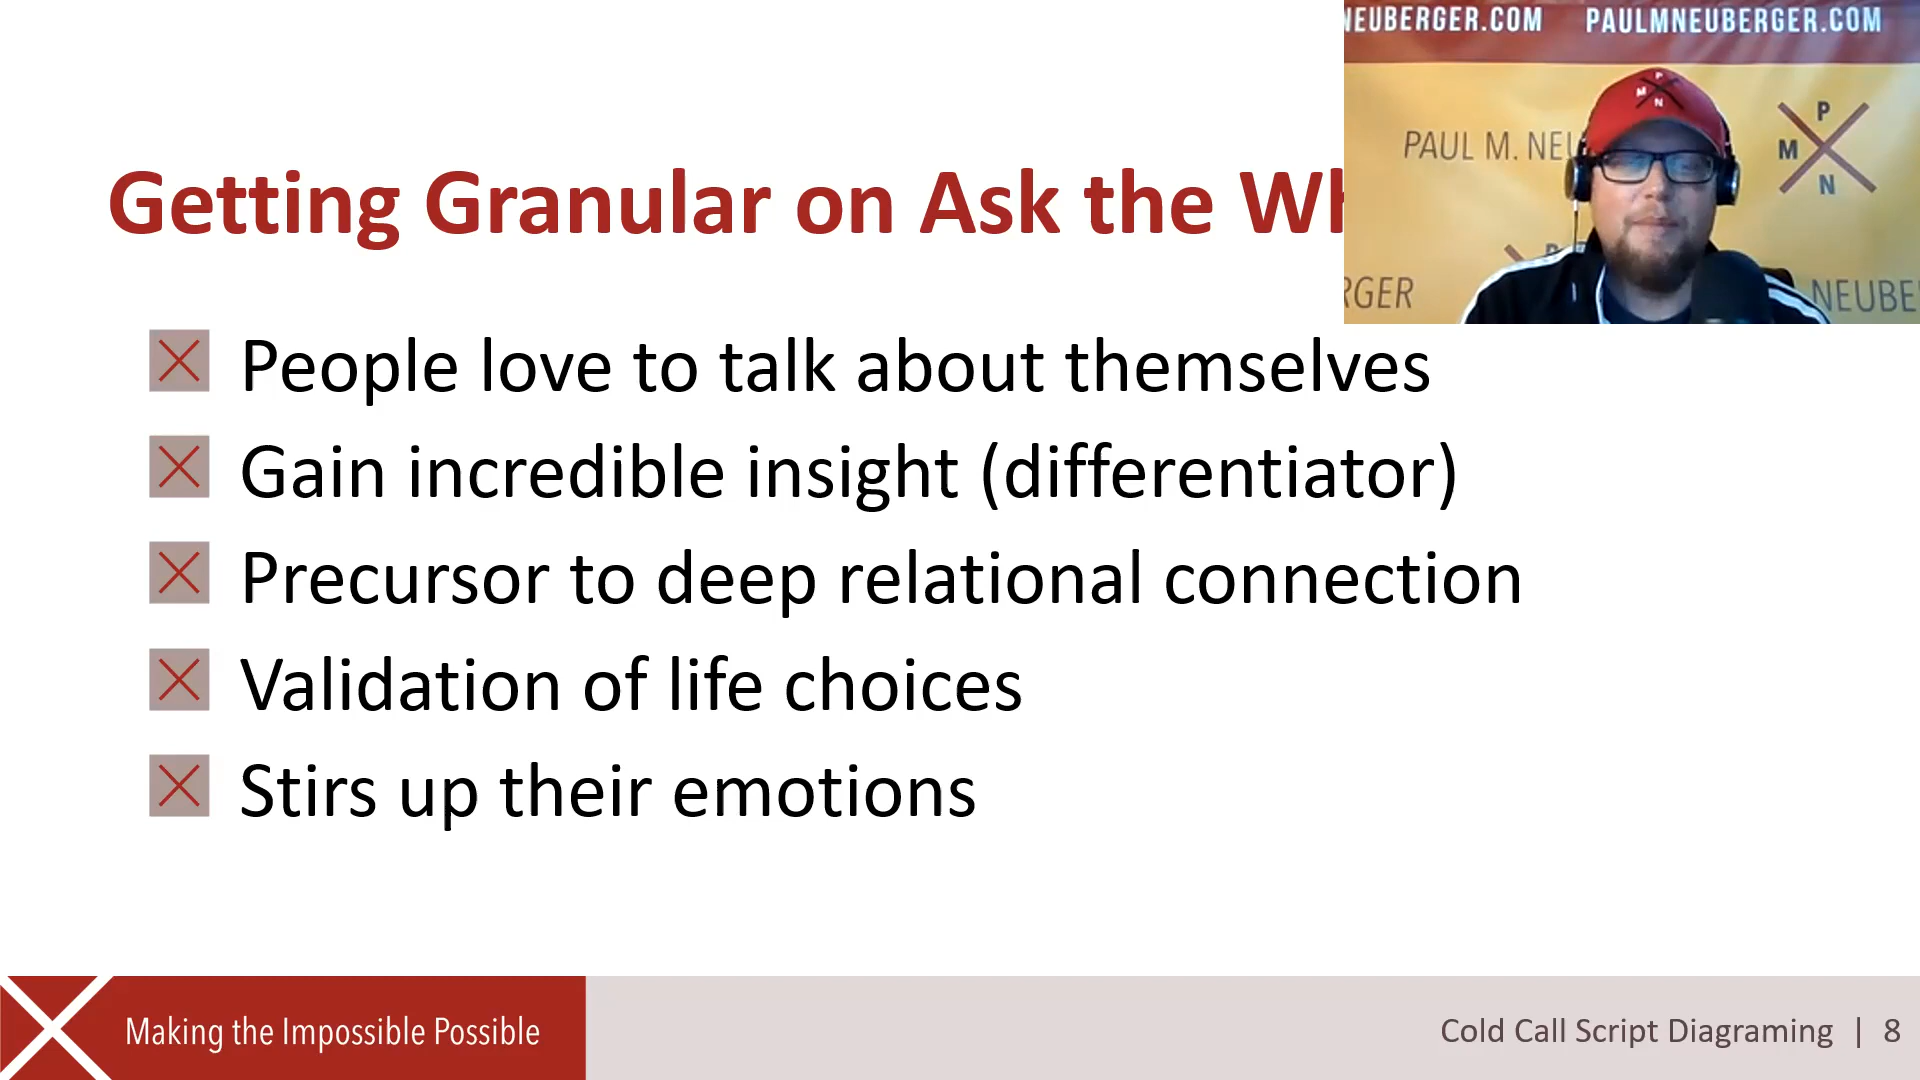 NEUBERGER.COM PAULMNEUBERGER.COM
P
M N
PAUL M. NEU
P
M
N
RGER
NEUBE
Getting Granular on Ask the Wh
People love to talk about themselves
Gain incredible insight (differentiator)
Precursor to deep relational connection
Validation of life choices
Stirs up their emotions
Making the Impossible Possible
Cold Call Script Diagraming | 8